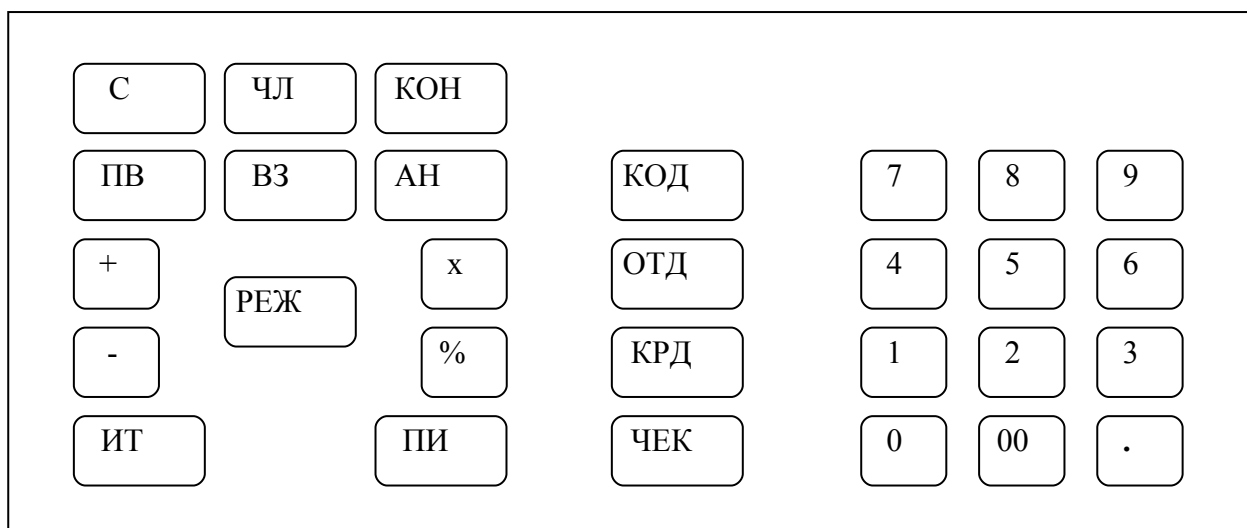 С ЧЛ КОН
ПВ ВЗ АН КОД 7 8 9
+ х ОТД 4 5 6
РЕЖ
- % КРД 1 2 3
ИТ ПИ ЧЕК 0 00 .